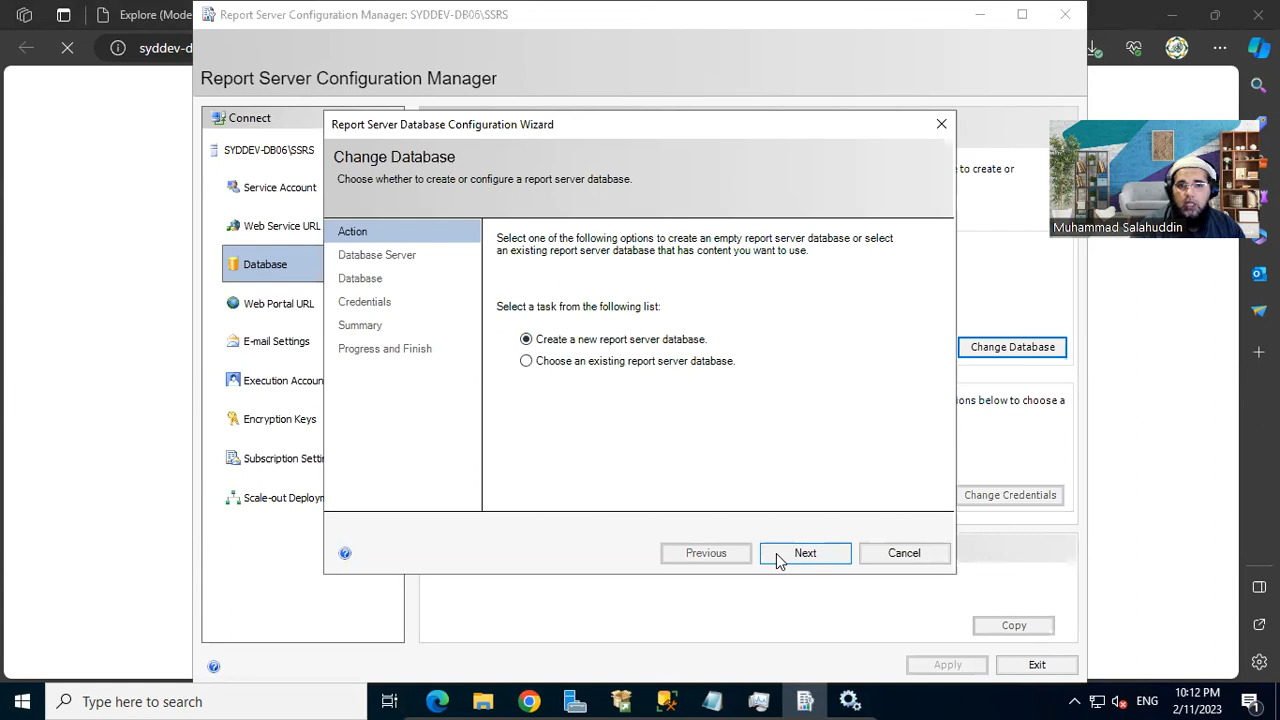 Explore (Mode
Report Server Configuration Manager: SYDDEV-DB06\SSRS
syddev-d
Report Server Configuration Manager
Connect
SYDDEV-DB06\SSRS
Service Account
Web Service URL
Database
Web Portal URL
E-mail Settings
Execution Accoun
Encryption Keys
Subscription Setti
Scale-out Deploym
Report Server Database Configuration Wizard
Change Database
Choose whether to create or configure a report server database.
Action
Database Server
Database
Credentials
Summary
Progress and Finish
Select one of the following options to create an empty report server database or select
an existing report server database that has content you want to use.
Select a task from the following list:
Create a new report server database.
Choose an existing report server database.
Previous
Next
Cancel
e to create or
Change Database
ons below to choose a
Change Credentials
Copy
Apply
Exit
Muhammad Salahuddin
Type here to search
ENG
10:12 PM
2/11/2023
1